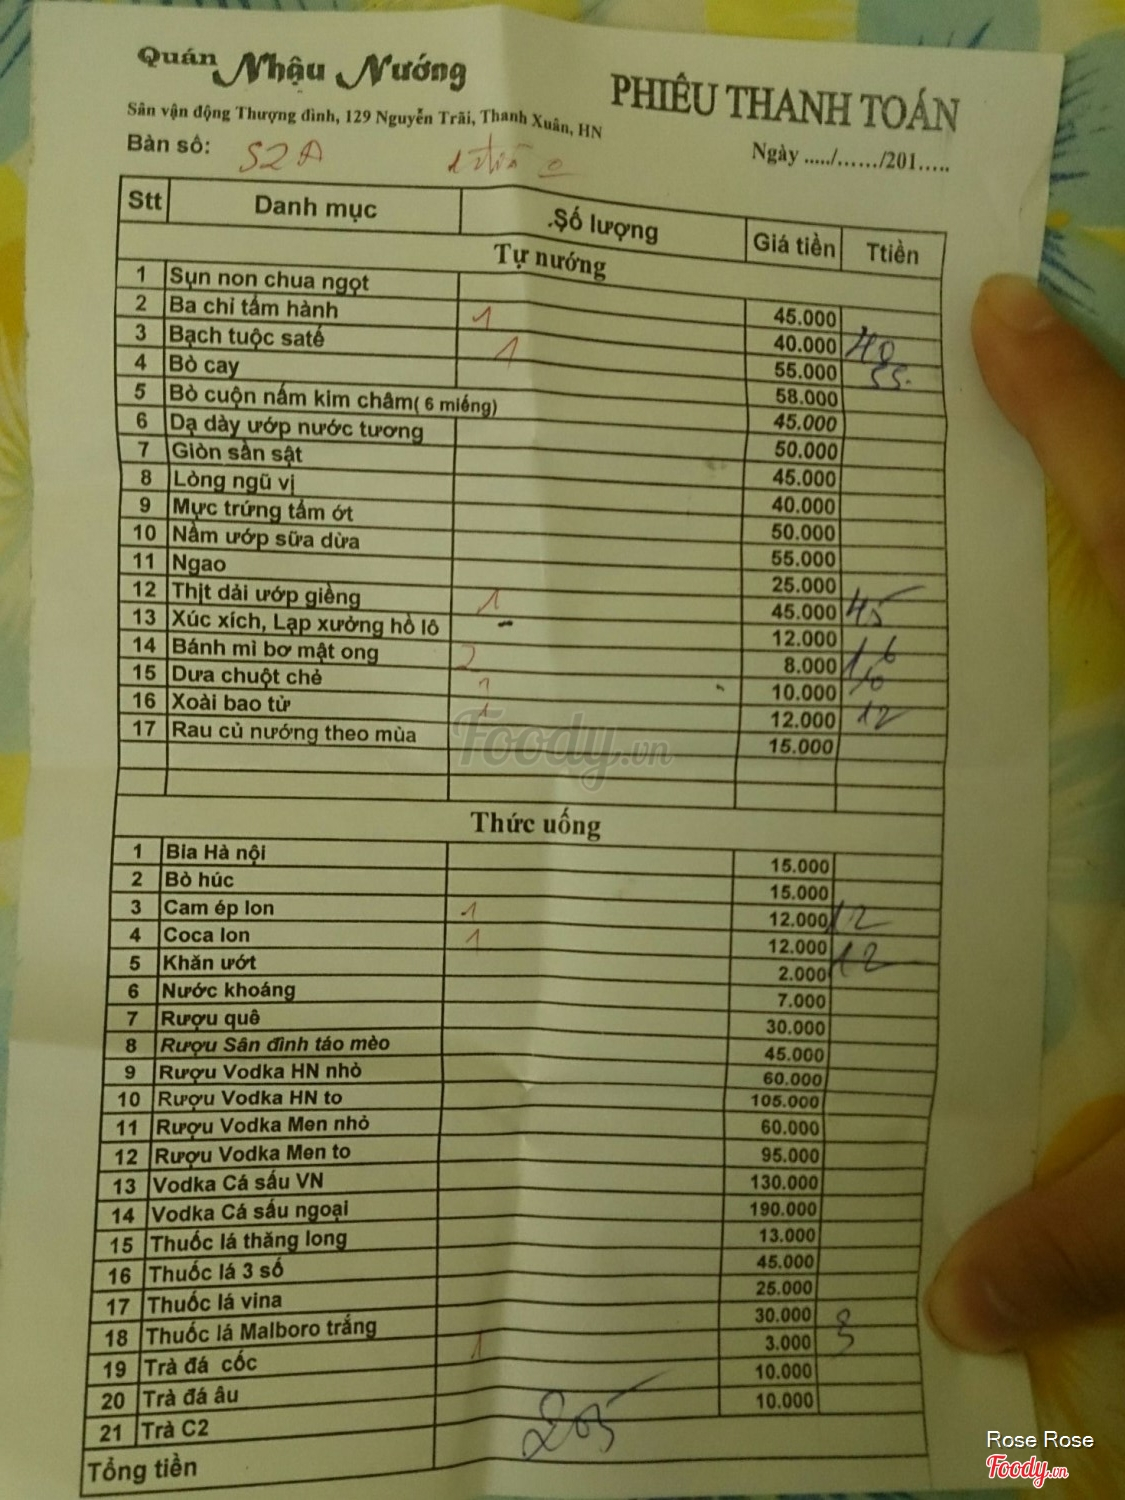 Quán Nhậu Nướng
PHIẾU THANH TOÁN
Sân vận động Thượng đình, 129 Nguyễn Trãi, Thanh Xuân, HN
Ngày ...../....../201.....
Bàn số: S2A
Stt Danh mục Số lượng Giá tiền Ttiền
Tự nướng
1 Sụn non chua ngọt 45.000
2 Ba chỉ tẩm hành 1 40.000 40
3 Bạch tuộc saté 1 55.000 55
4 Bò cay 58.000
5 Bò cuộn nấm kim châm( 6 miếng) 45.000
6 Dạ dày ướp nước tương 50.000
7 Giòn sần sật 45.000
8 Lòng ngũ vị 40.000
9 Mực trứng tẩm ớt 50.000
10 Nầm ướp sữa dừa 55.000
11 Ngao 25.000
12 Thịt dải ướp giềng 1 45.000 45
13 Xúc xích, Lạp xưởng hồ lô 12.000
14 Bánh mì bơ mật ong 2 8.000 16
15 Dưa chuột chẻ 1 10.000 10
16 Xoài bao tử 1 12.000 12
17 Rau củ nướng theo mùa 15.000
Thức uống
1 Bia Hà nội 15.000
2 Bò húc 15.000
3 Cam ép lon 1 12.000 12
4 Coca lon 1 12.000 12
5 Khăn ướt 2.000
6 Nước khoáng 7.000
7 Rượu quê 30.000
8 Rượu Sân đình táo mèo 45.000
9 Rượu Vodka HN nhỏ 60.000
10 Rượu Vodka HN to 105.000
11 Rượu Vodka Men nhỏ 60.000
12 Rượu Vodka Men to 95.000
13 Vodka Cá sấu VN 130.000
14 Vodka Cá sấu ngoại 190.000
15 Thuốc lá thăng long 13.000
16 Thuốc lá 3 số 45.000
17 Thuốc lá vina 25.000
18 Thuốc lá Malboro trắng 30.000
19 Trà đá cốc 1 3.000 3
20 Trà đá âu 10.000
21 Trà C2 10.000
Tổng tiền 205
Foody.vn
Rose Rose
Foody.vn